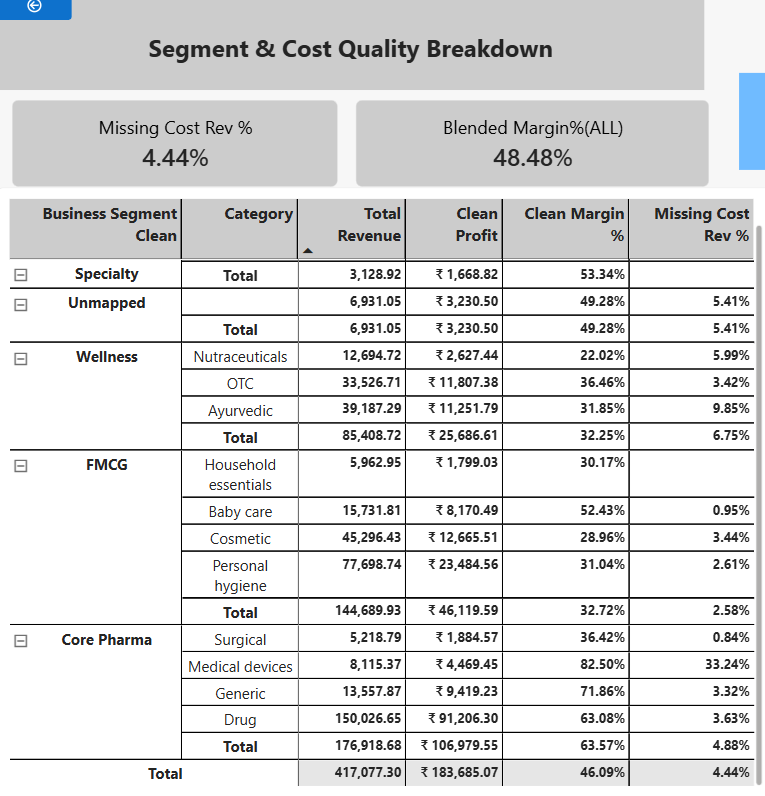 Segment & Cost Quality Breakdown
Missing Cost Rev %
4.44%
Blended Margin%(ALL)
48.48%
Business Segment Clean Category Total Revenue Clean Profit Clean Margin % Missing Cost Rev %
Specialty Total 3,128.92 ₹ 1,668.82 53.34%
Unmapped 6,931.05 ₹ 3,230.50 49.28% 5.41%
Total 6,931.05 ₹ 3,230.50 49.28% 5.41%
Wellness Nutraceuticals 12,694.72 ₹ 2,627.44 22.02% 5.99%
OTC 33,526.71 ₹ 11,807.38 36.46% 3.42%
Ayurvedic 39,187.29 ₹ 11,251.79 31.85% 9.85%
Total 85,408.72 ₹ 25,686.61 32.25% 6.75%
FMCG Household essentials 5,962.95 ₹ 1,799.03 30.17%
Baby care 15,731.81 ₹ 8,170.49 52.43% 0.95%
Cosmetic 45,296.43 ₹ 12,665.51 28.96% 3.44%
Personal hygiene 77,698.74 ₹ 23,484.56 31.04% 2.61%
Total 144,689.93 ₹ 46,119.59 32.72% 2.58%
Core Pharma Surgical 5,218.79 ₹ 1,884.57 36.42% 0.84%
Medical devices 8,115.37 ₹ 4,469.45 82.50% 33.24%
Generic 13,557.87 ₹ 9,419.23 71.86% 3.32%
Drug 150,026.65 ₹ 91,206.30 63.08% 3.63%
Total 176,918.68 ₹ 106,979.55 63.57% 4.88%
Total 417,077.30 ₹ 183,685.07 46.09% 4.44%